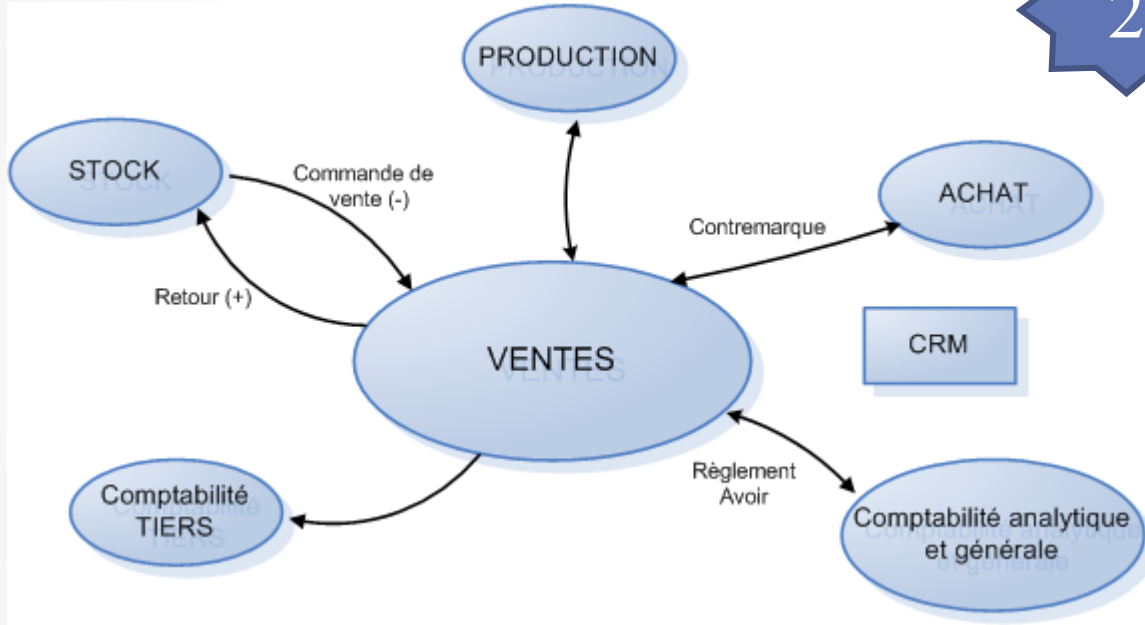 2
PRODUCTION
STOCK
Commande de
vente (-)
ACHAT
Contremarque
Retour (+)
CRM
VENTES
Règlement
Avoir
Comptabilité
TIERS
Comptabilité analytique
et générale